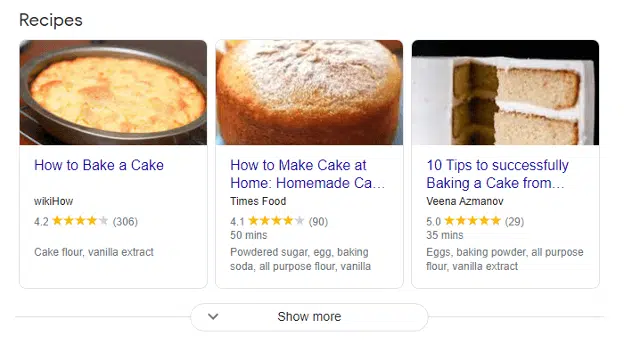 Recipes
How to Bake a Cake
wikiHow
4.2 ★★★★★ (306)
Cake flour, vanilla extract
How to Make Cake at
Home: Homemade Ca...
Times Food
4.1 ★★★★★ (90)
50 mins
Powdered sugar, egg, baking
soda, all purpose flour, vanilla
10 Tips to successfully
Baking a Cake from...
Veena Azmanov
5.0 ★★★★★ (29)
35 mins
Eggs, baking powder, all purpose
flour, vanilla extract
Show more